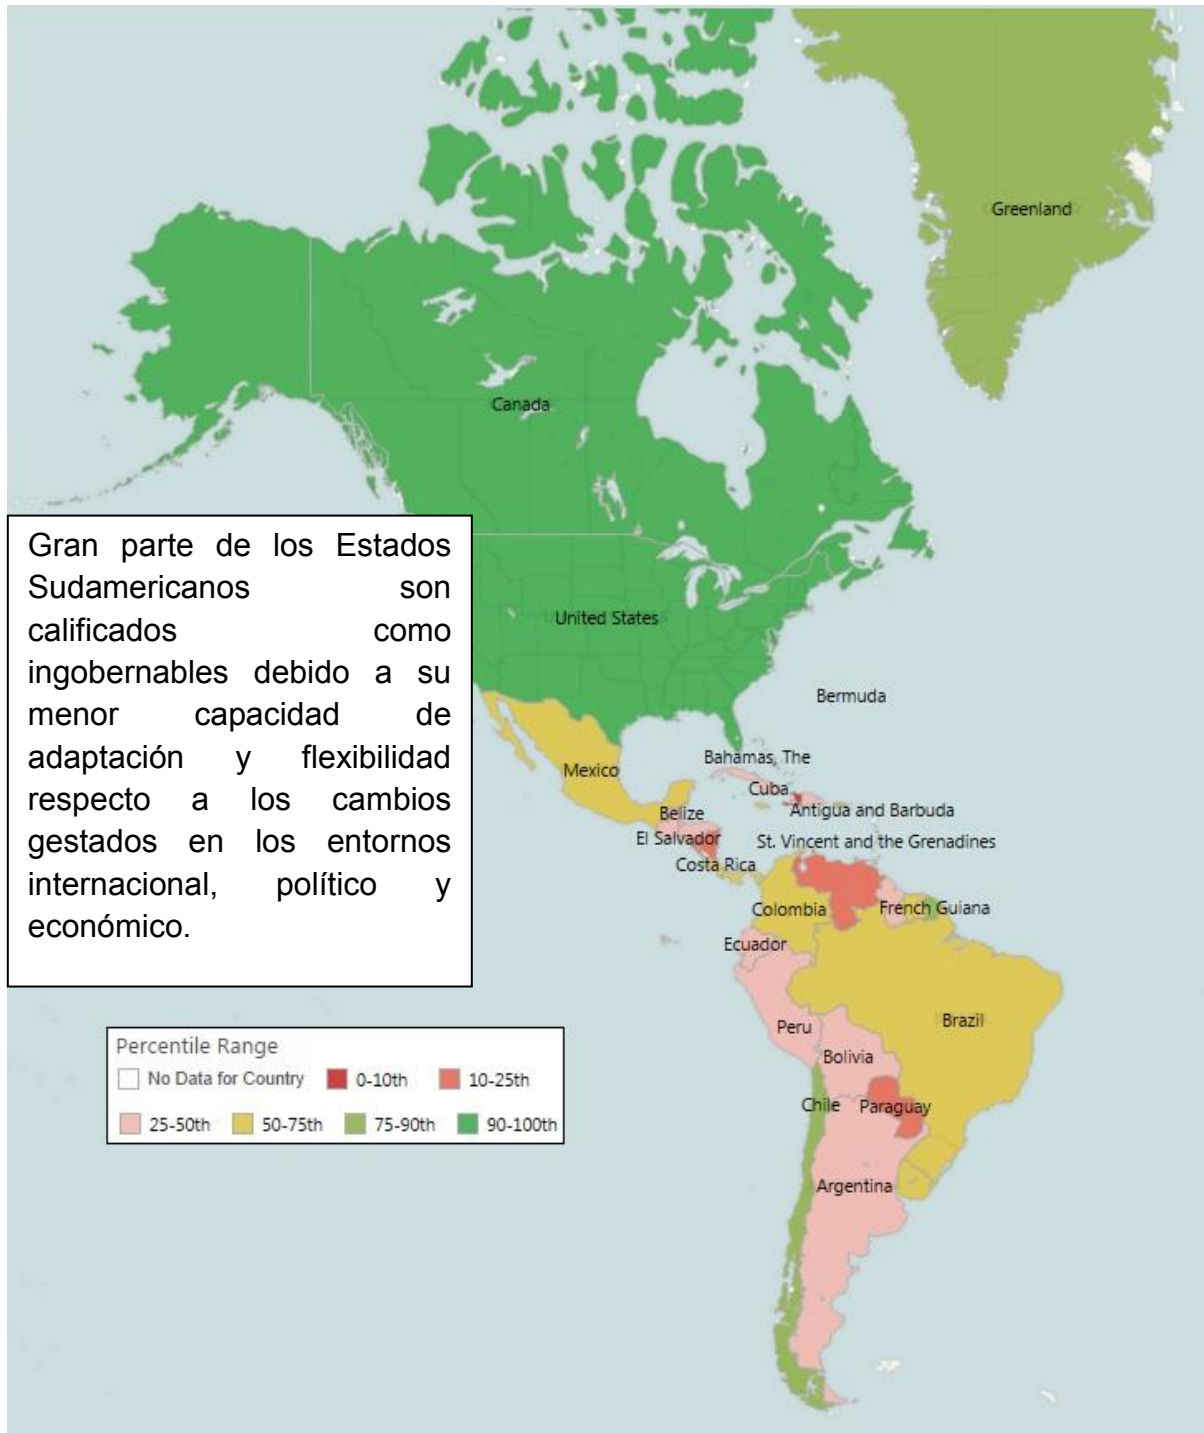 Greenland
Canada
Gran parte de los Estados
Sudamericanos son
calificados como
ingobernables debido a su
menor capacidad de
adaptación y flexibilidad
respecto a los cambios
gestados en los entornos
internacional, político y
económico.
United States
Bermuda
Bahamas, The
Mexico
Cuba
Antigua and Barbuda
Belize
El Salvador
St. Vincent and the Grenadines
Costa Rica
Colombia
French Guiana
Ecuador
Brazil
Peru
Bolivia
Chile
Paraguay
Argentina
Percentile Range
No Data for Country 0-10th 10-25th
25-50th 50-75th 75-90th 90-100th